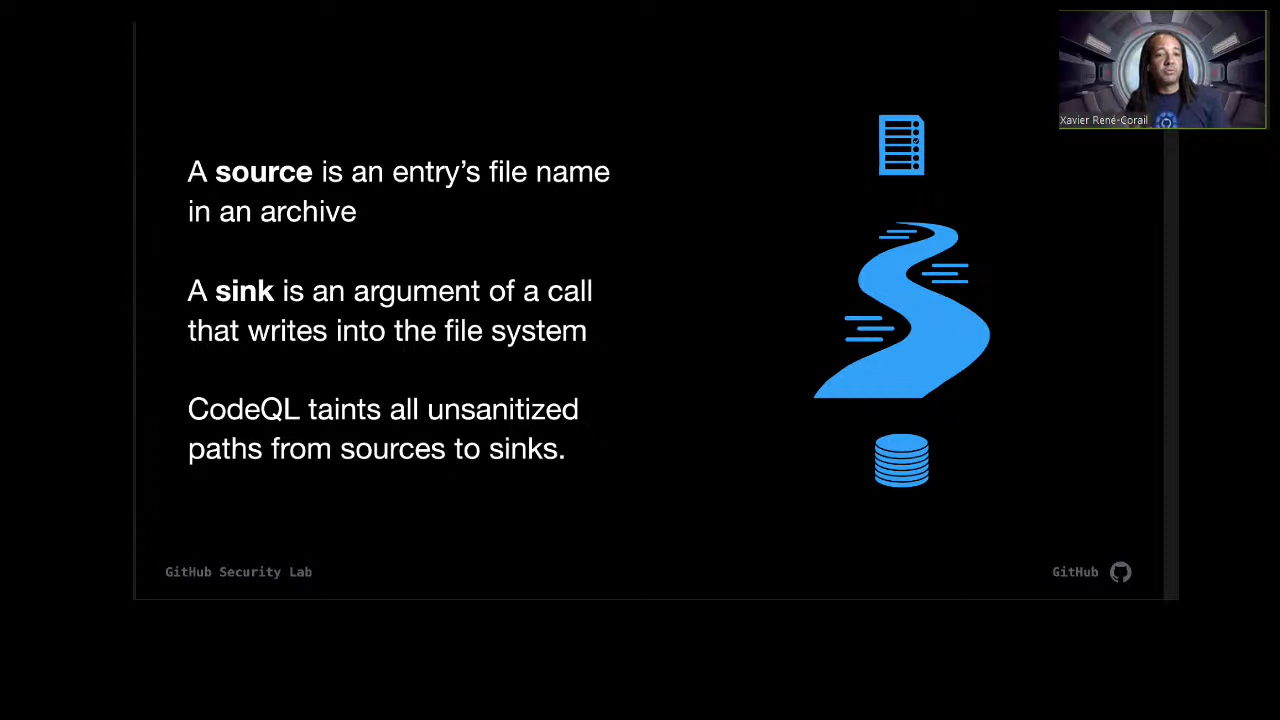 Xavier René-Corail
A source is an entry’s file name
in an archive
A sink is an argument of a call
that writes into the file system
CodeQL taints all unsanitized
paths from sources to sinks.
GitHub Security Lab
GitHub